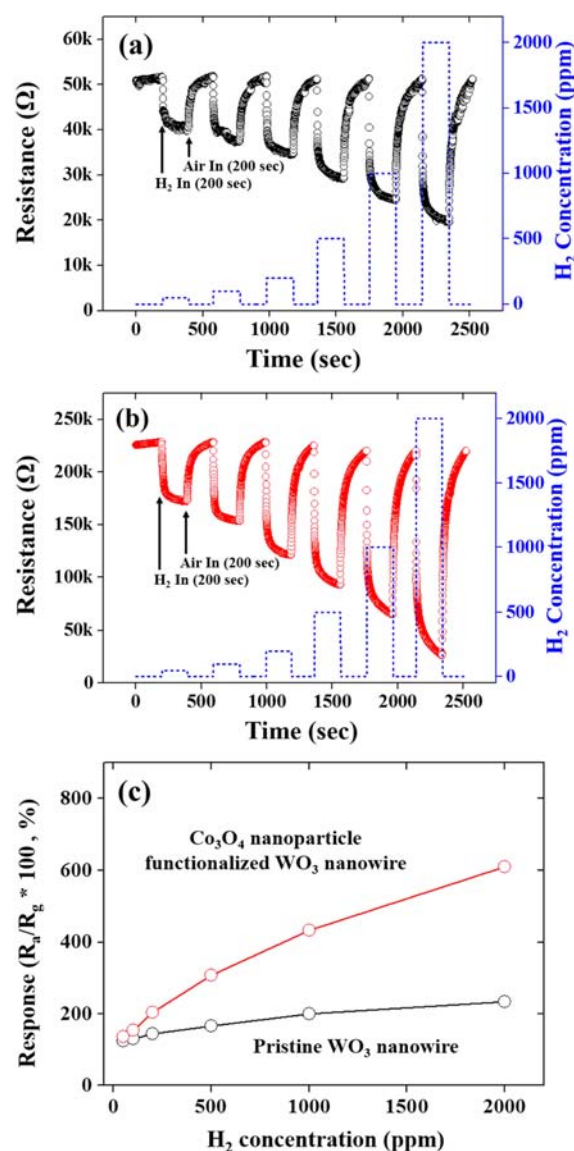 (a)
60k
50k
40k
30k
20k
10k
0
Resistance (Ω)
Air In (200 sec)
H₂ In (200 sec)
0 500 1000 1500 2000 2500
Time (sec)
2000
1500
1000
500
0
H₂ Concentration (ppm)
(b)
250k
200k
150k
100k
50k
0
Resistance (Ω)
Air In (200 sec)
H₂ In (200 sec)
0 500 1000 1500 2000 2500
Time (sec)
2000
1500
1000
500
0
H₂ Concentration (ppm)
(c)
800
600
400
200
0
Response (Rₐ/R_g * 100 , %)
Co₃O₄ nanoparticle
functionalized WO₃ nanowire
Pristine WO₃ nanowire
0 500 1000 1500 2000
H₂ concentration (ppm)